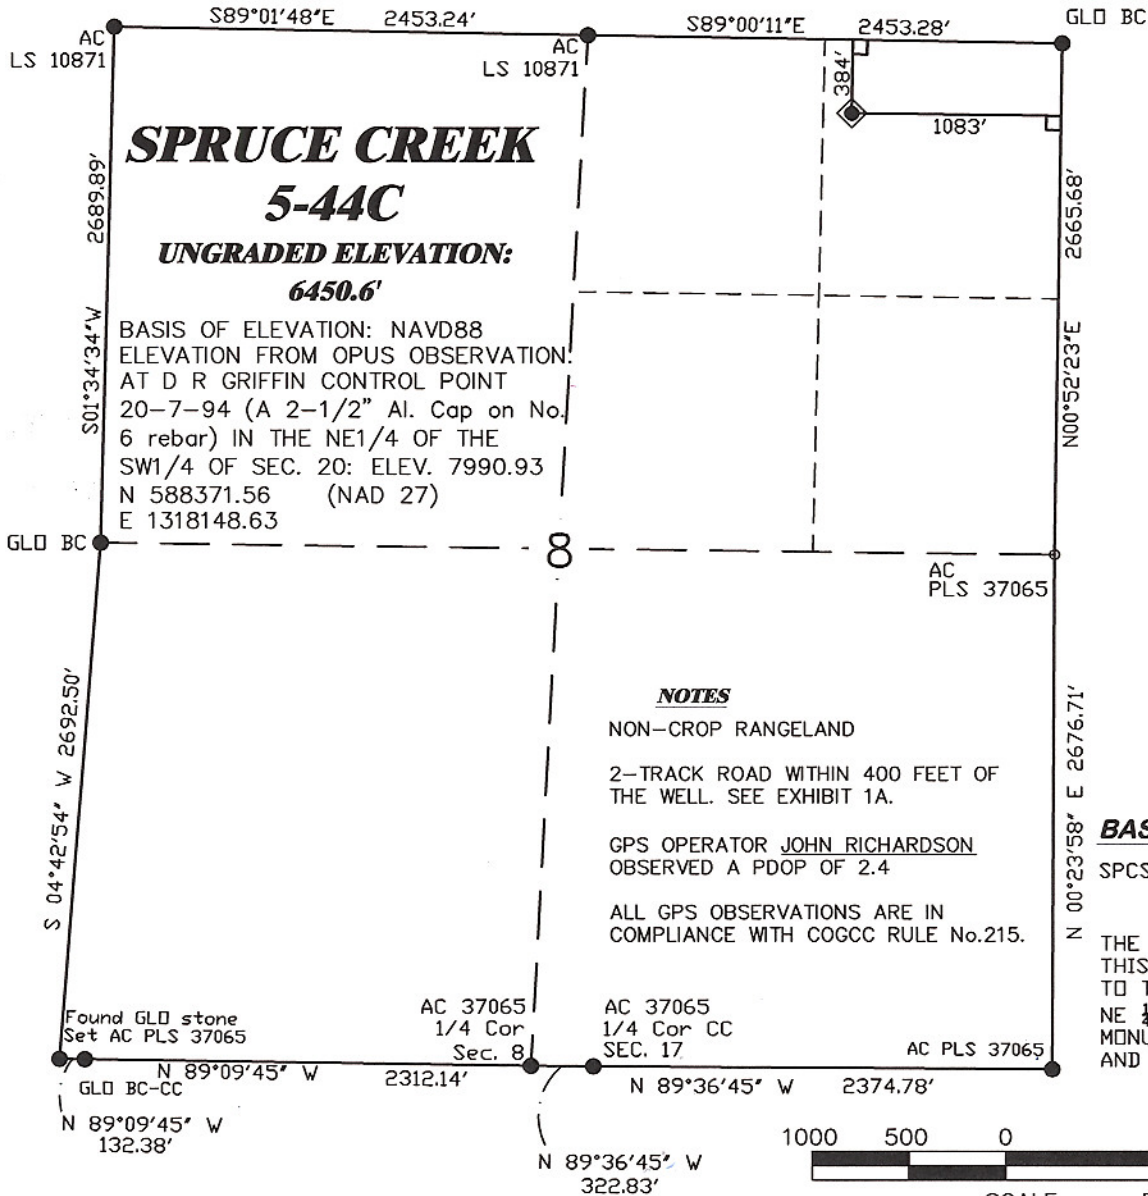 S89°01'48"E 2453.24'
S89°00'11"E 2453.28'
GLO BC
AC
LS 10871
AC
LS 10871
384'
1083'
SPRUCE CREEK
5-44C
UNGRADED ELEVATION:
6450.6'
2689.89'
S01°34'34"W
2665.68'
N00°52'23"E
BASIS OF ELEVATION: NAVD88
ELEVATION FROM OPUS OBSERVATION
AT D R GRIFFIN CONTROL POINT
20-7-94 (A 2-1/2" Al. Cap on No.
6 rebar) IN THE NE1/4 OF THE
SW1/4 OF SEC. 20: ELEV. 7990.93
N 588371.56 (NAD 27)
E 1318148.63
GLO BC
8
AC
PLS 37065
S 04°42'54" W 2692.50'
N 00°23'58" E 2676.71'
NOTES
NON-CROP RANGELAND
2-TRACK ROAD WITHIN 400 FEET OF
THE WELL. SEE EXHIBIT 1A.
GPS OPERATOR JOHN RICHARDSON
OBSERVED A PDOP OF 2.4
ALL GPS OBSERVATIONS ARE IN
COMPLIANCE WITH COGCC RULE No.215.
BAS
SPCS
THE
THIS
TO T
NE
MONU
AND
Found GLO stone
Set AC PLS 37065
GLO BC-CC
AC 37065
1/4 Cor
Sec. 8
AC 37065
1/4 Cor CC
SEC. 17
AC PLS 37065
N 89°09'45" W 2312.14'
N 89°36'45" W 2374.78'
N 89°09'45" W
132.38'
N 89°36'45" W
322.83'
1000 500 0